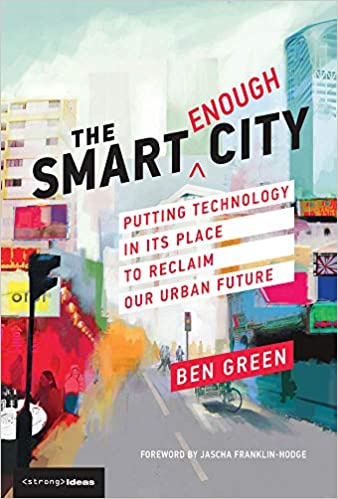 THE SMART ENOUGH CITY
PUTTING TECHNOLOGY
IN ITS PLACE
TO RECLAIM
OUR URBAN FUTURE
BEN GREEN
FOREWORD BY JASCHA FRANKLIN-HODGE
<strong>Ideas